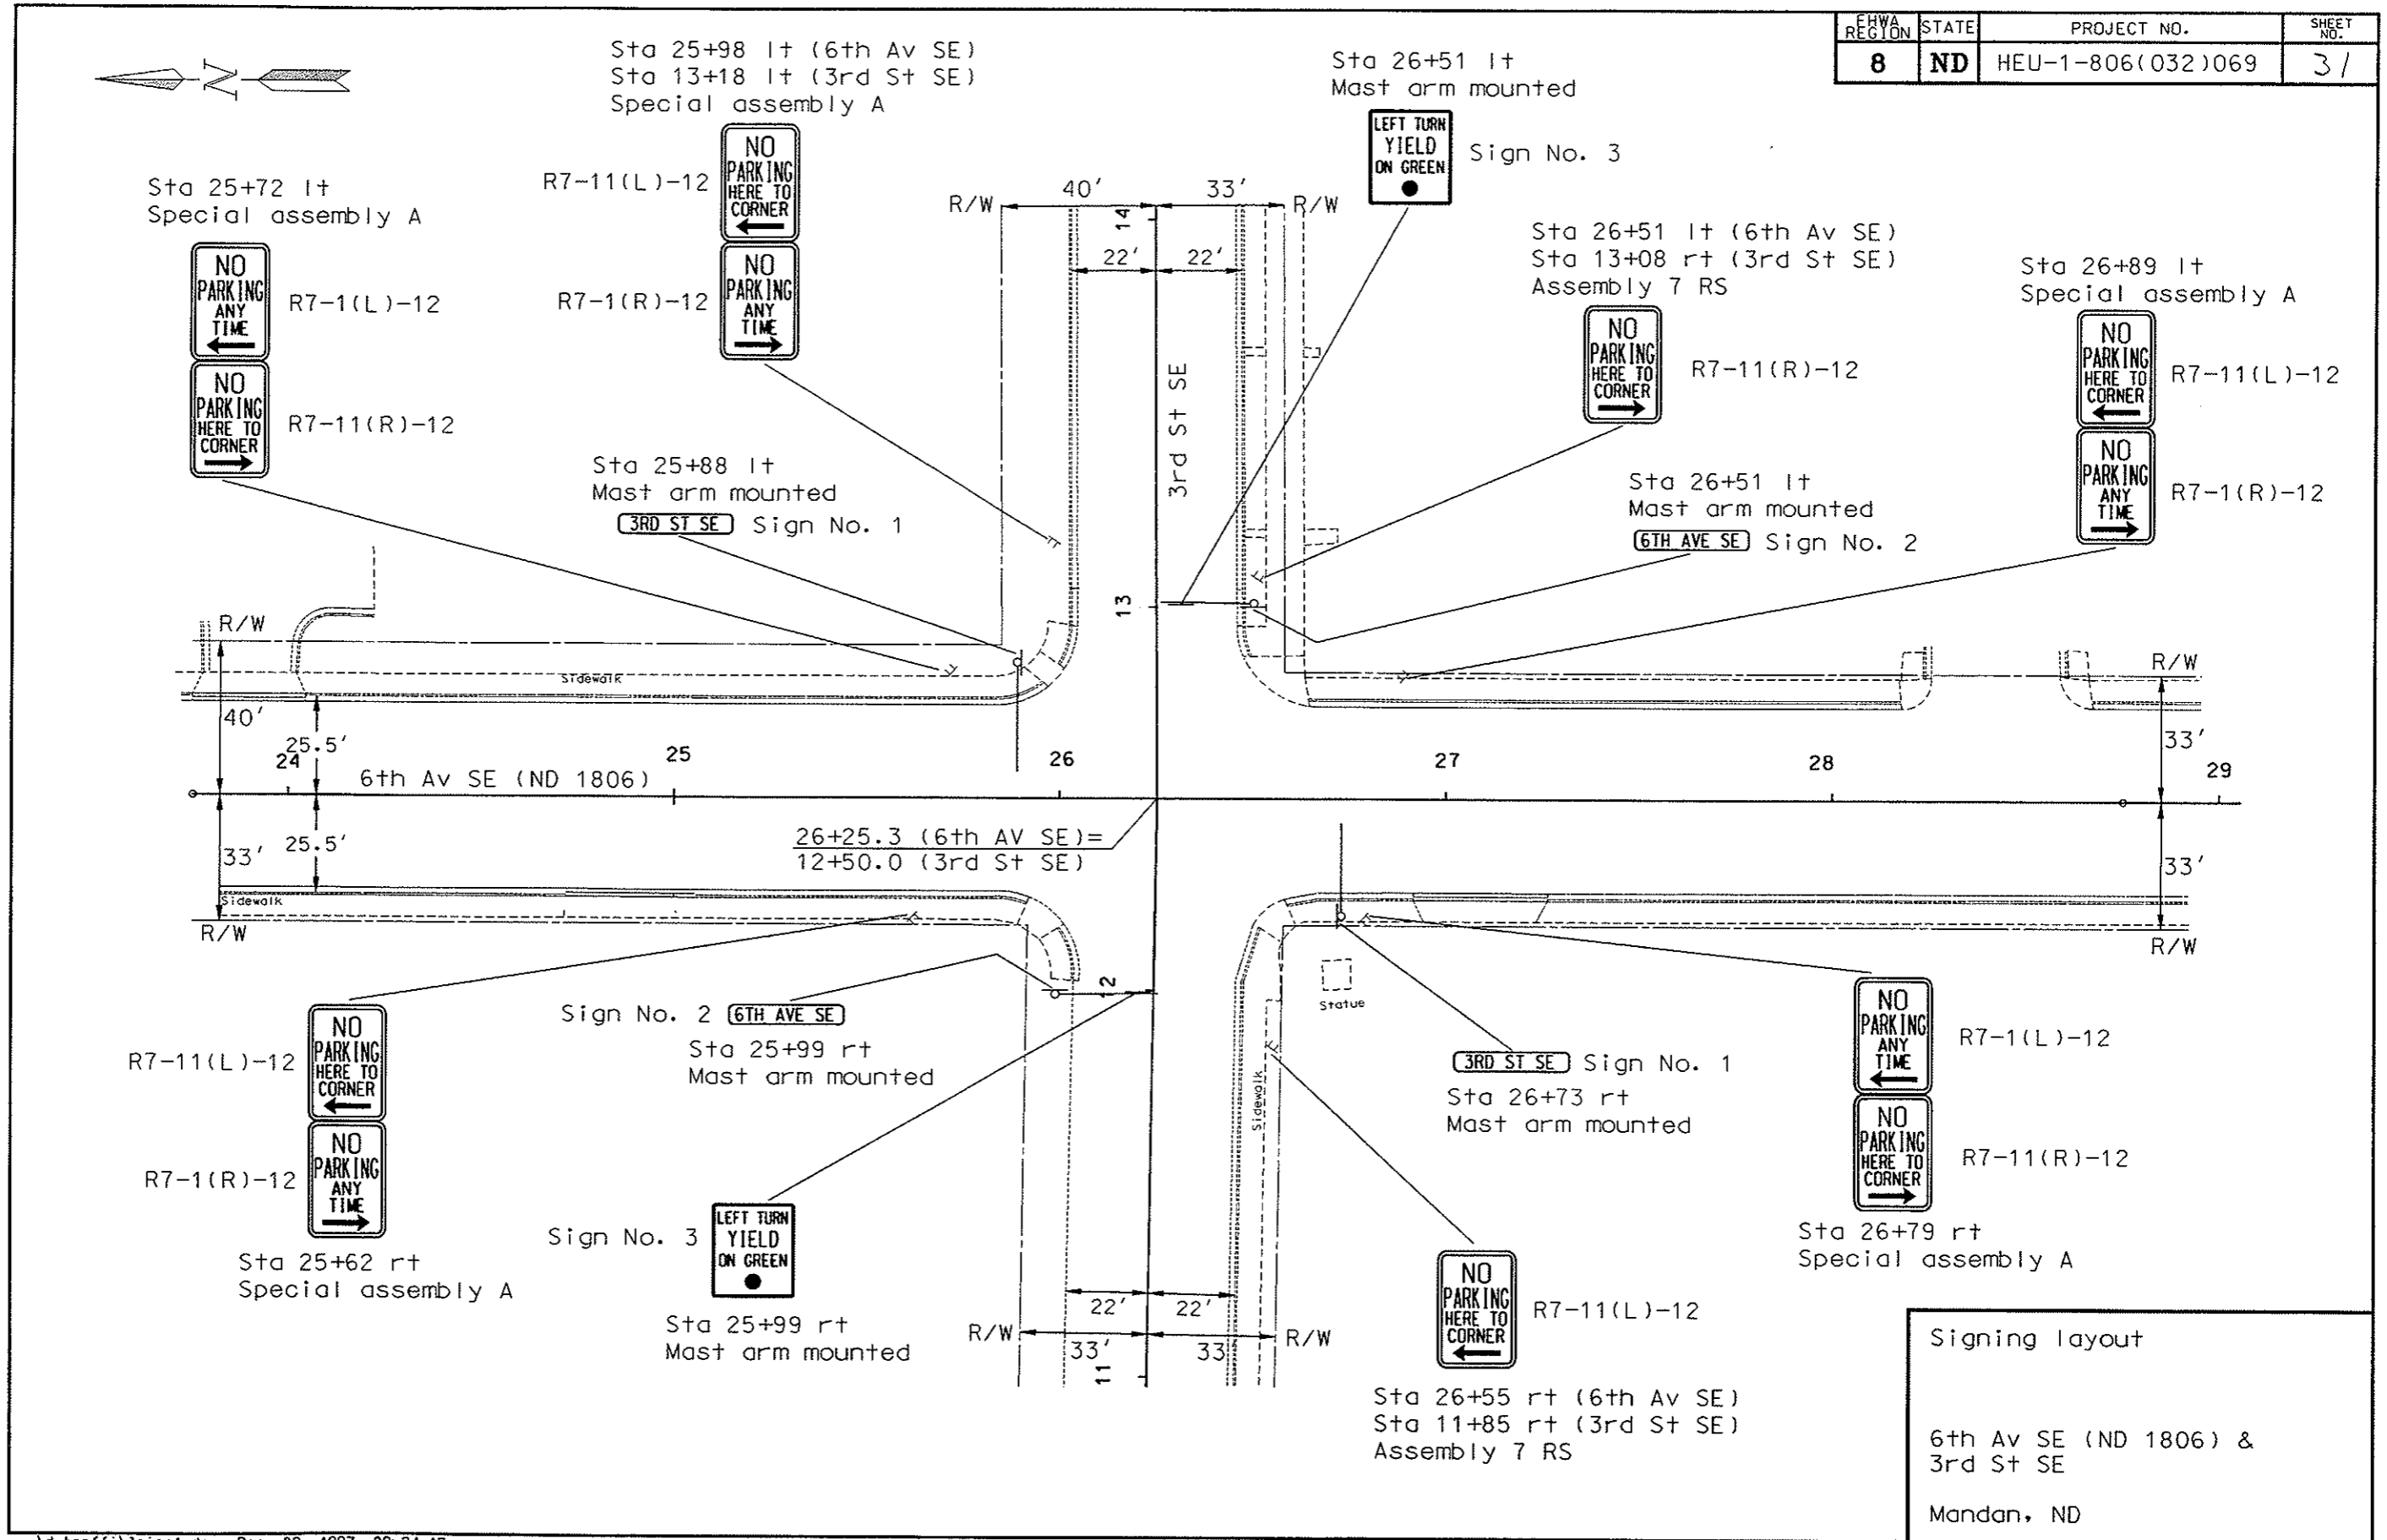 FHWA REGION STATE PROJECT NO. SHEET NO.
8 ND HEU-1-806(032)069 31
N
Sta 25+98 lt (6th Av SE)
Sta 13+18 lt (3rd St SE)
Special assembly A
NO
PARKING
HERE TO
CORNER
R7-11(L)-12
NO
PARKING
ANY
TIME
R7-1(R)-12
Sta 26+51 lt
Mast arm mounted
LEFT TURN
YIELD
ON GREEN
Sign No. 3
Sta 25+72 lt
Special assembly A
NO
PARKING
ANY
TIME
R7-1(L)-12
NO
PARKING
HERE TO
CORNER
R7-11(R)-12
R/W 40' 33' R/W
14
22' 22'
3rd St SE
13
Sta 26+51 lt (6th Av SE)
Sta 13+08 rt (3rd St SE)
Assembly 7 RS
NO
PARKING
HERE TO
CORNER
R7-11(R)-12
Sta 26+89 lt
Special assembly A
NO
PARKING
HERE TO
CORNER
R7-11(L)-12
NO
PARKING
ANY
TIME
R7-1(R)-12
Sta 25+88 lt
Mast arm mounted
3RD ST SE Sign No. 1
Sta 26+51 lt
Mast arm mounted
6TH AVE SE Sign No. 2
R/W
Sidewalk
R/W
40'
25.5'
33'
24 25 26 27 28 29
6th Av SE (ND 1806)
26+25.3 (6th AV SE)=
12+50.0 (3rd St SE)
33' 25.5'
33'
Sidewalk
R/W
R/W
12
Statue
Sidewalk
NO
PARKING
HERE TO
CORNER
R7-11(L)-12
NO
PARKING
ANY
TIME
R7-1(R)-12
Sta 25+62 rt
Special assembly A
Sign No. 2 6TH AVE SE
Sta 25+99 rt
Mast arm mounted
Sign No. 3
LEFT TURN
YIELD
ON GREEN
Sta 25+99 rt
Mast arm mounted
3RD ST SE Sign No. 1
Sta 26+73 rt
Mast arm mounted
NO
PARKING
ANY
TIME
R7-1(L)-12
NO
PARKING
HERE TO
CORNER
R7-11(R)-12
Sta 26+79 rt
Special assembly A
22' 22'
R/W 33' 33 R/W
11
NO
PARKING
HERE TO
CORNER
R7-11(L)-12
Sta 26+55 rt (6th Av SE)
Sta 11+85 rt (3rd St SE)
Assembly 7 RS
Signing layout
6th Av SE (ND 1806) &
3rd St SE
Mandan, ND